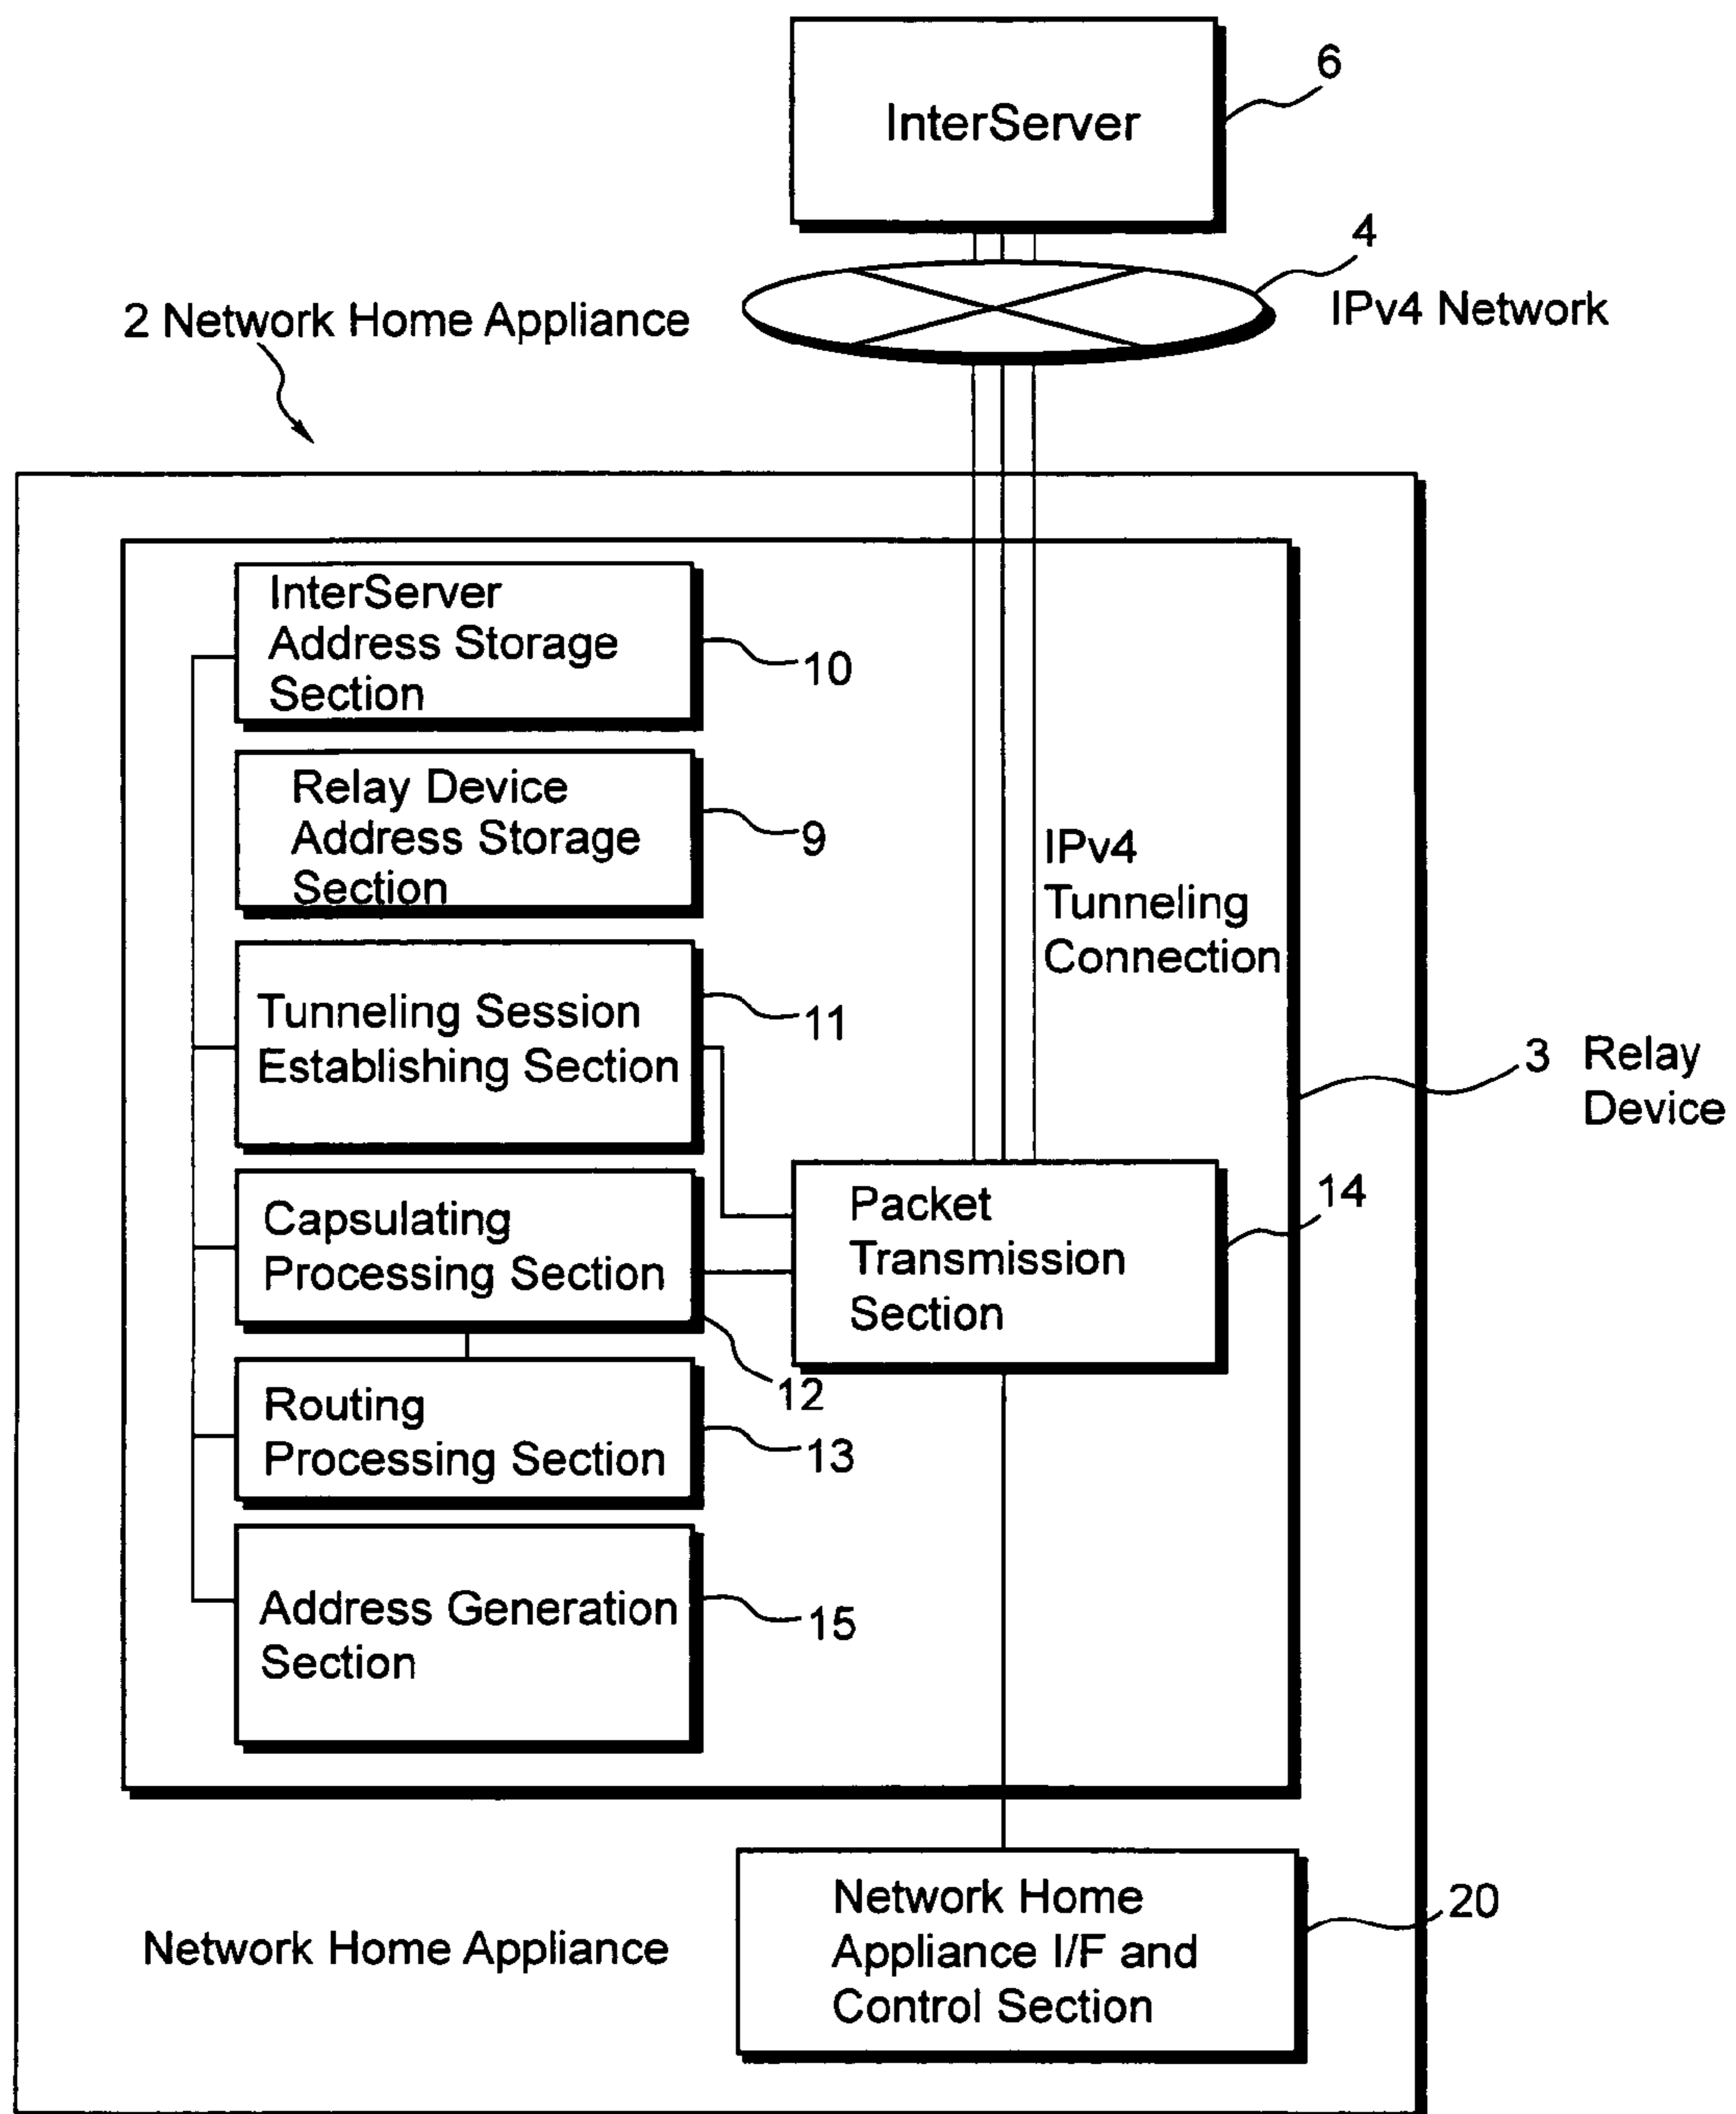 6
InterServer
4
IPv4 Network
2 Network Home Appliance
InterServer
Address Storage
Section
10
Relay Device
Address Storage
Section
9
IPv4
Tunneling
Connection
Tunneling Session
Establishing Section
11
3 Relay
Device
Capsulating
Processing Section
12
Packet
Transmission
Section
14
Routing
Processing Section
13
Address Generation
Section
15
Network Home
Appliance I/F and
Control Section
20
Network Home Appliance